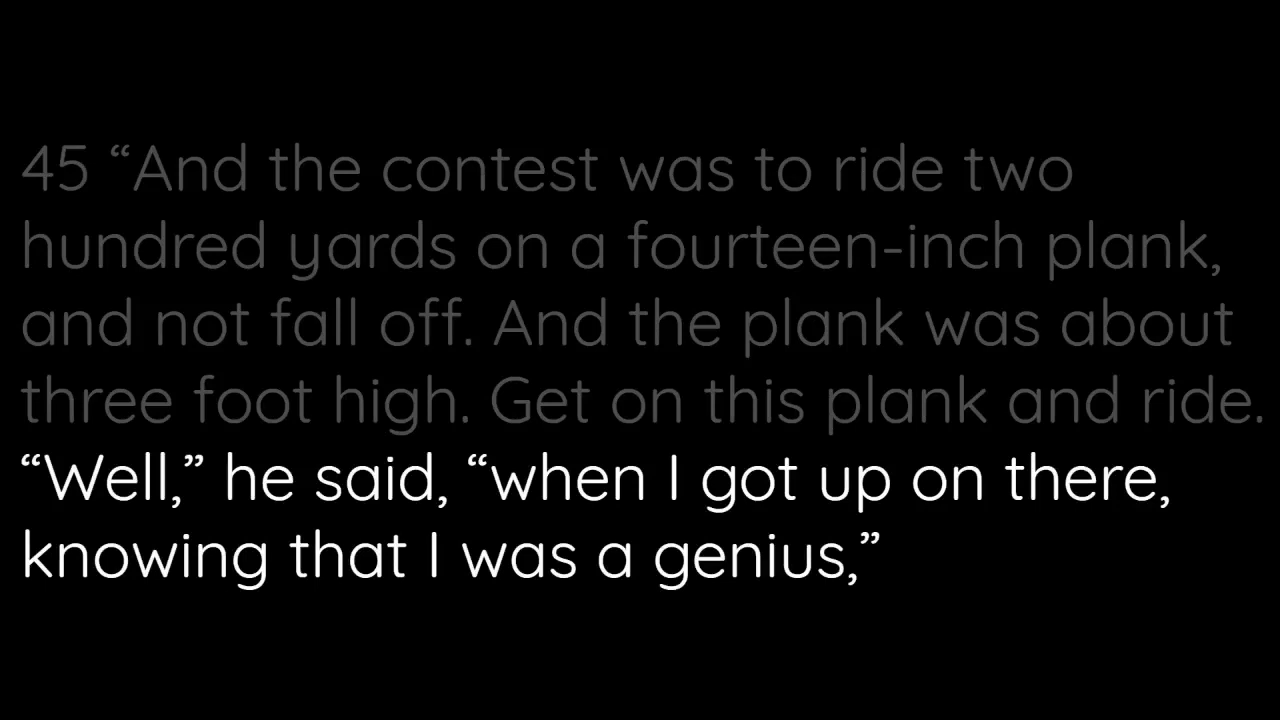 45 “And the contest was to ride two
hundred yards on a fourteen-inch plank,
and not fall off. And the plank was about
three foot high. Get on this plank and ride.
“Well,” he said, “when I got up on there,
knowing that I was a genius,”